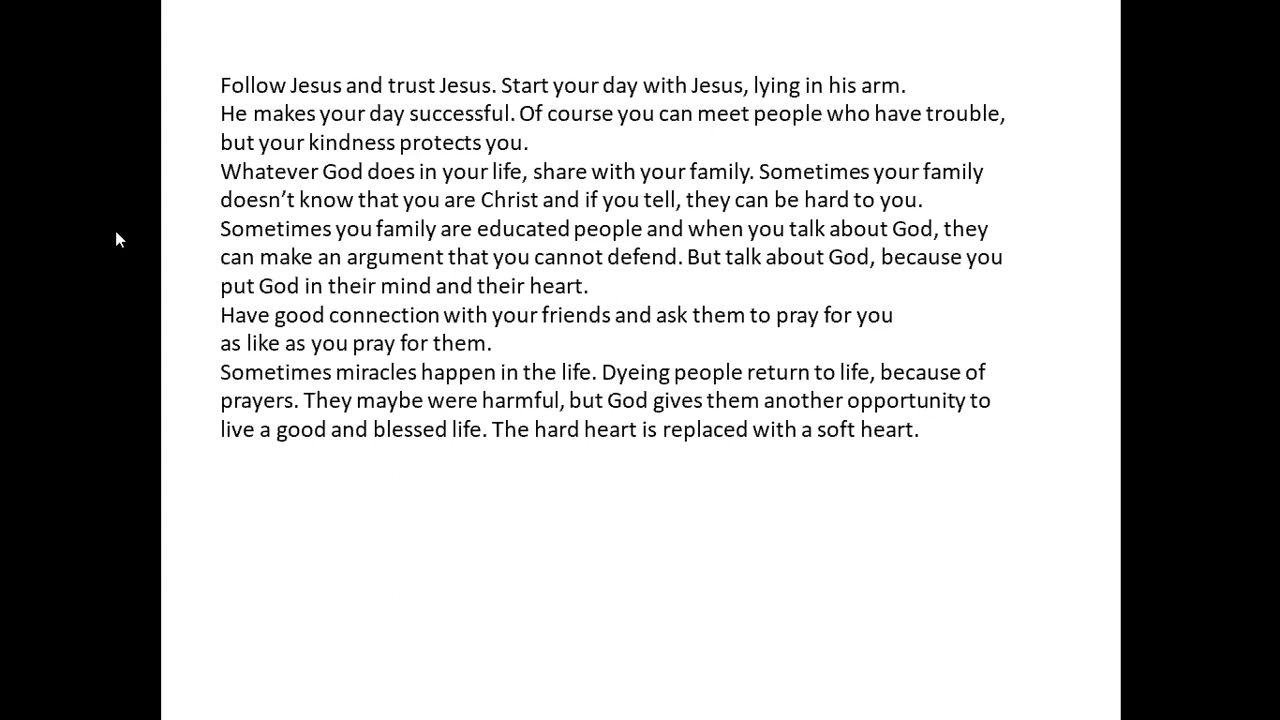 Follow Jesus and trust Jesus. Start your day with Jesus, lying in his arm.
He makes your day successful. Of course you can meet people who have trouble,
but your kindness protects you.
Whatever God does in your life, share with your family. Sometimes your family
doesn’t know that you are Christ and if you tell, they can be hard to you.
Sometimes you family are educated people and when you talk about God, they
can make an argument that you cannot defend. But talk about God, because you
put God in their mind and their heart.
Have good connection with your friends and ask them to pray for you
as like as you pray for them.
Sometimes miracles happen in the life. Dyeing people return to life, because of
prayers. They maybe were harmful, but God gives them another opportunity to
live a good and blessed life. The hard heart is replaced with a soft heart.